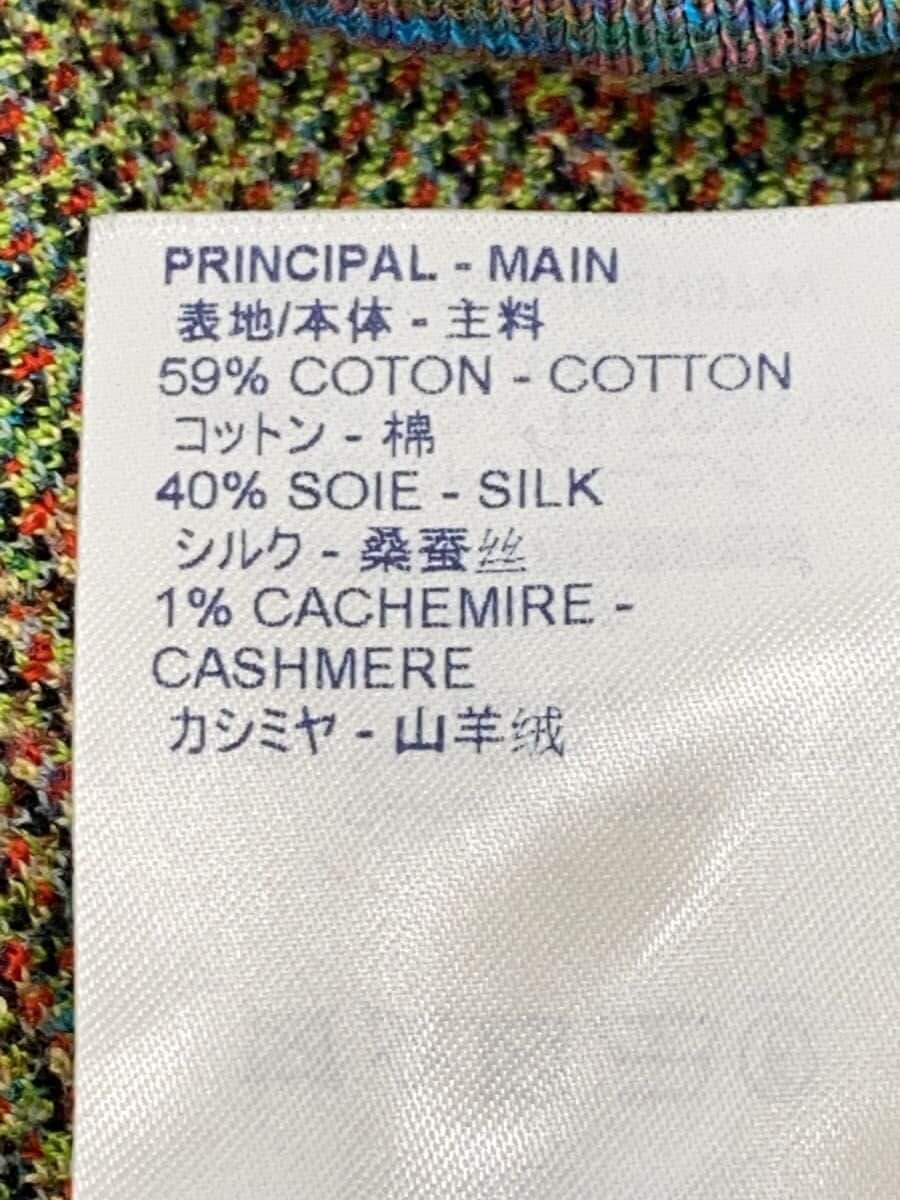 PRINCIPAL - MAIN
表地/本体 - 主料
59% COTON - COTTON
コットン - 棉
40% SOIE - SILK
シルク - 桑蚕丝
1% CACHEMIRE -
CASHMERE
カシミヤ - 山羊绒